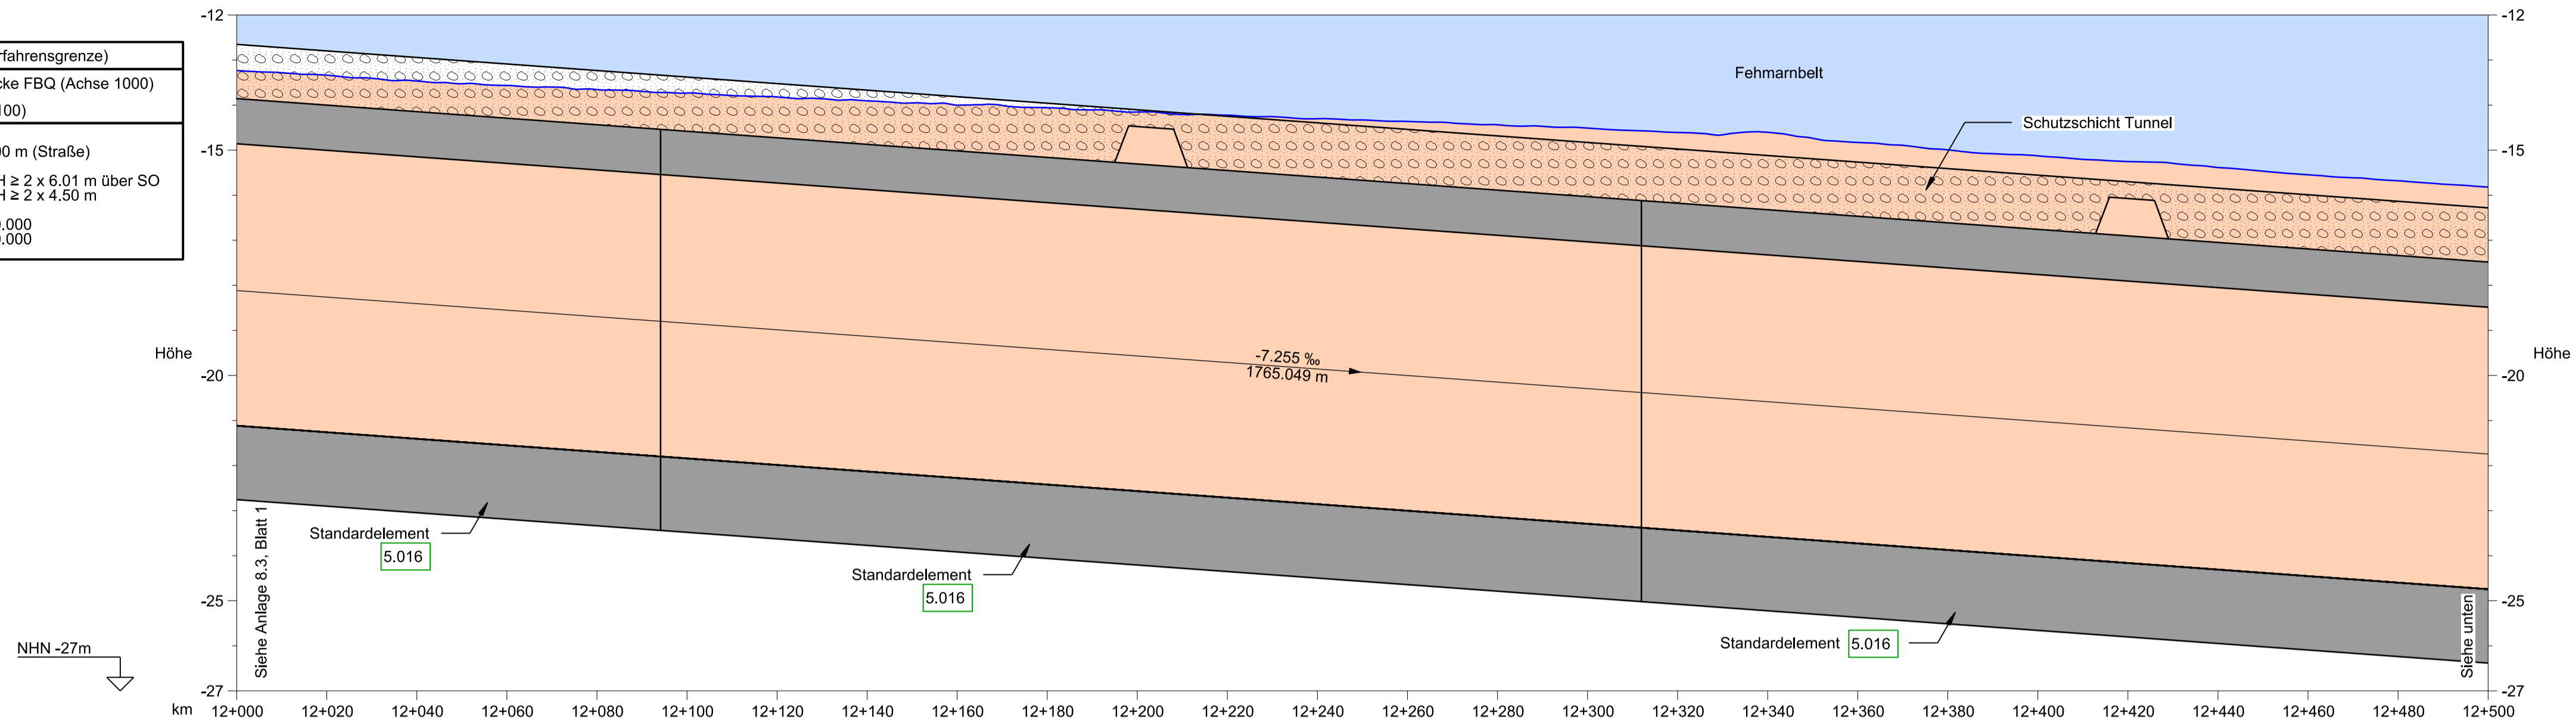 rfahrensgrenze)
cke FBQ (Achse 1000)
100)
00 m (Straße)
H ≥ 2 x 6.01 m über SO
H ≥ 2 x 4.50 m
0.000
0.000
-12
-15
Höhe
-20
-25
-27
km
NHN -27m
Fehmarnbelt
Schutzschicht Tunnel
-7.255 ‰
1765.049 m
Siehe Anlage 8.3, Blatt 1
Standardelement
5.016
Standardelement
5.016
Standardelement 5.016
Siehe unten
-12
-15
Höhe
-20
-25
-27
12+000 12+020 12+040 12+060 12+080 12+100 12+120 12+140 12+160 12+180 12+200 12+220 12+240 12+260 12+280 12+300 12+320 12+340 12+360 12+380 12+400 12+420 12+440 12+460 12+480 12+500